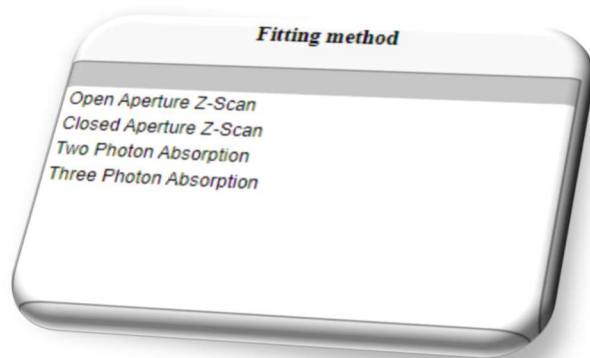 Fitting method
Open Aperture Z-Scan
Closed Aperture Z-Scan
Two Photon Absorption
Three Photon Absorption